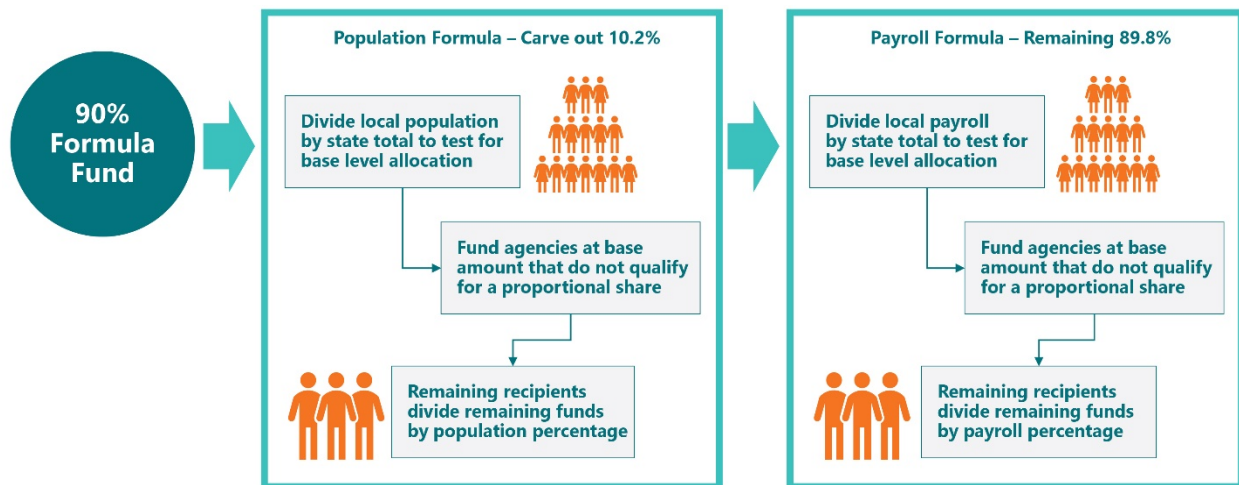 90%
Formula
Fund
Population Formula – Carve out 10.2%
Divide local population
by state total to test for
base level allocation
Fund agencies at base
amount that do not qualify
for a proportional share
Remaining recipients
divide remaining funds
by population percentage
Payroll Formula – Remaining 89.8%
Divide local payroll
by state total to test for
base level allocation
Fund agencies at base
amount that do not qualify
for a proportional share
Remaining recipients
divide remaining funds
by payroll percentage